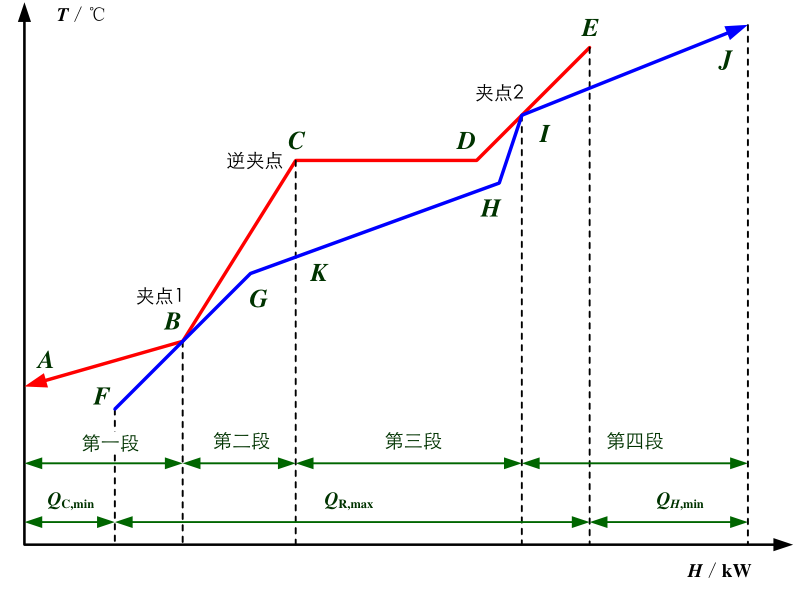 T / ℃
E
J
夹点2
I
C
D
逆夹点
H
K
G
夹点1
B
A
F
第一段
第二段
第三段
第四段
QC,min
QR,max
QH,min
H / kW